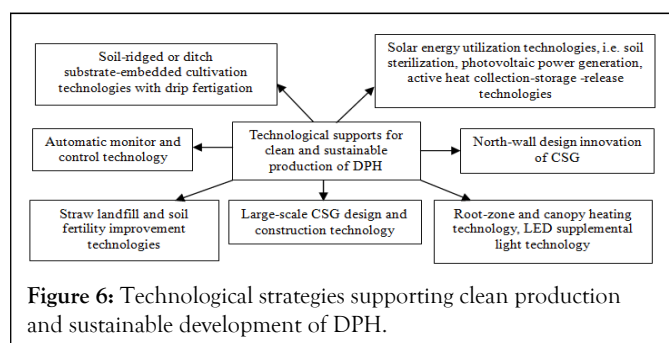 Soil-ridged or ditch
substrate-embedded cultivation
technologies with drip fertigation
Solar energy utilization technologies, i.e. soil
sterilization, photovoltaic power generation,
active heat collection-storage -release
technologies
Automatic monitor and
control technology
Technological supports for
clean and sustainable
production of DPH
North-wall design innovation
of CSG
Straw landfill and soil
fertility improvement
technologies
Large-scale CSG design and
construction technology
Root-zone and canopy heating
technology, LED supplemental
light technology
Figure 6: Technological strategies supporting clean production
and sustainable development of DPH.